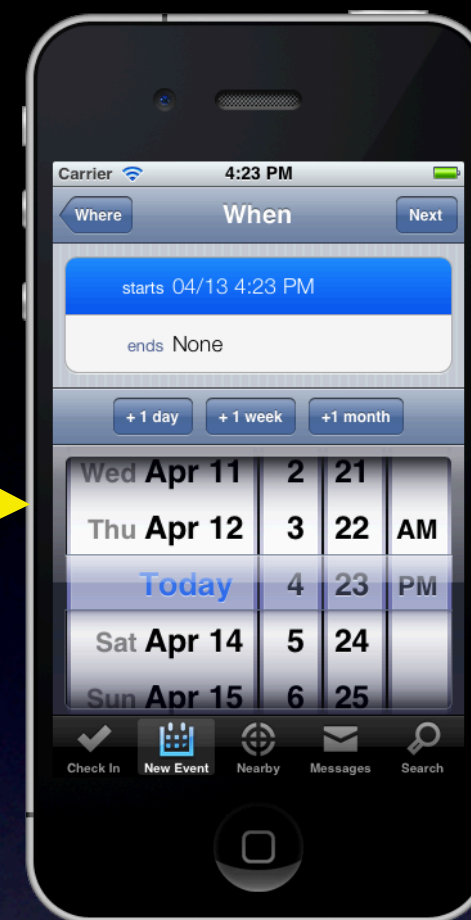 Carrier 4:23 PM
Where When Next
starts 04/13 4:23 PM
ends None
+ 1 day + 1 week +1 month
Wed Apr 11 2 21
Thu Apr 12 3 22 AM
Today 4 23 PM
Sat Apr 14 5 24
Sun Apr 15 6 25
Check In New Event Nearby Messages Search